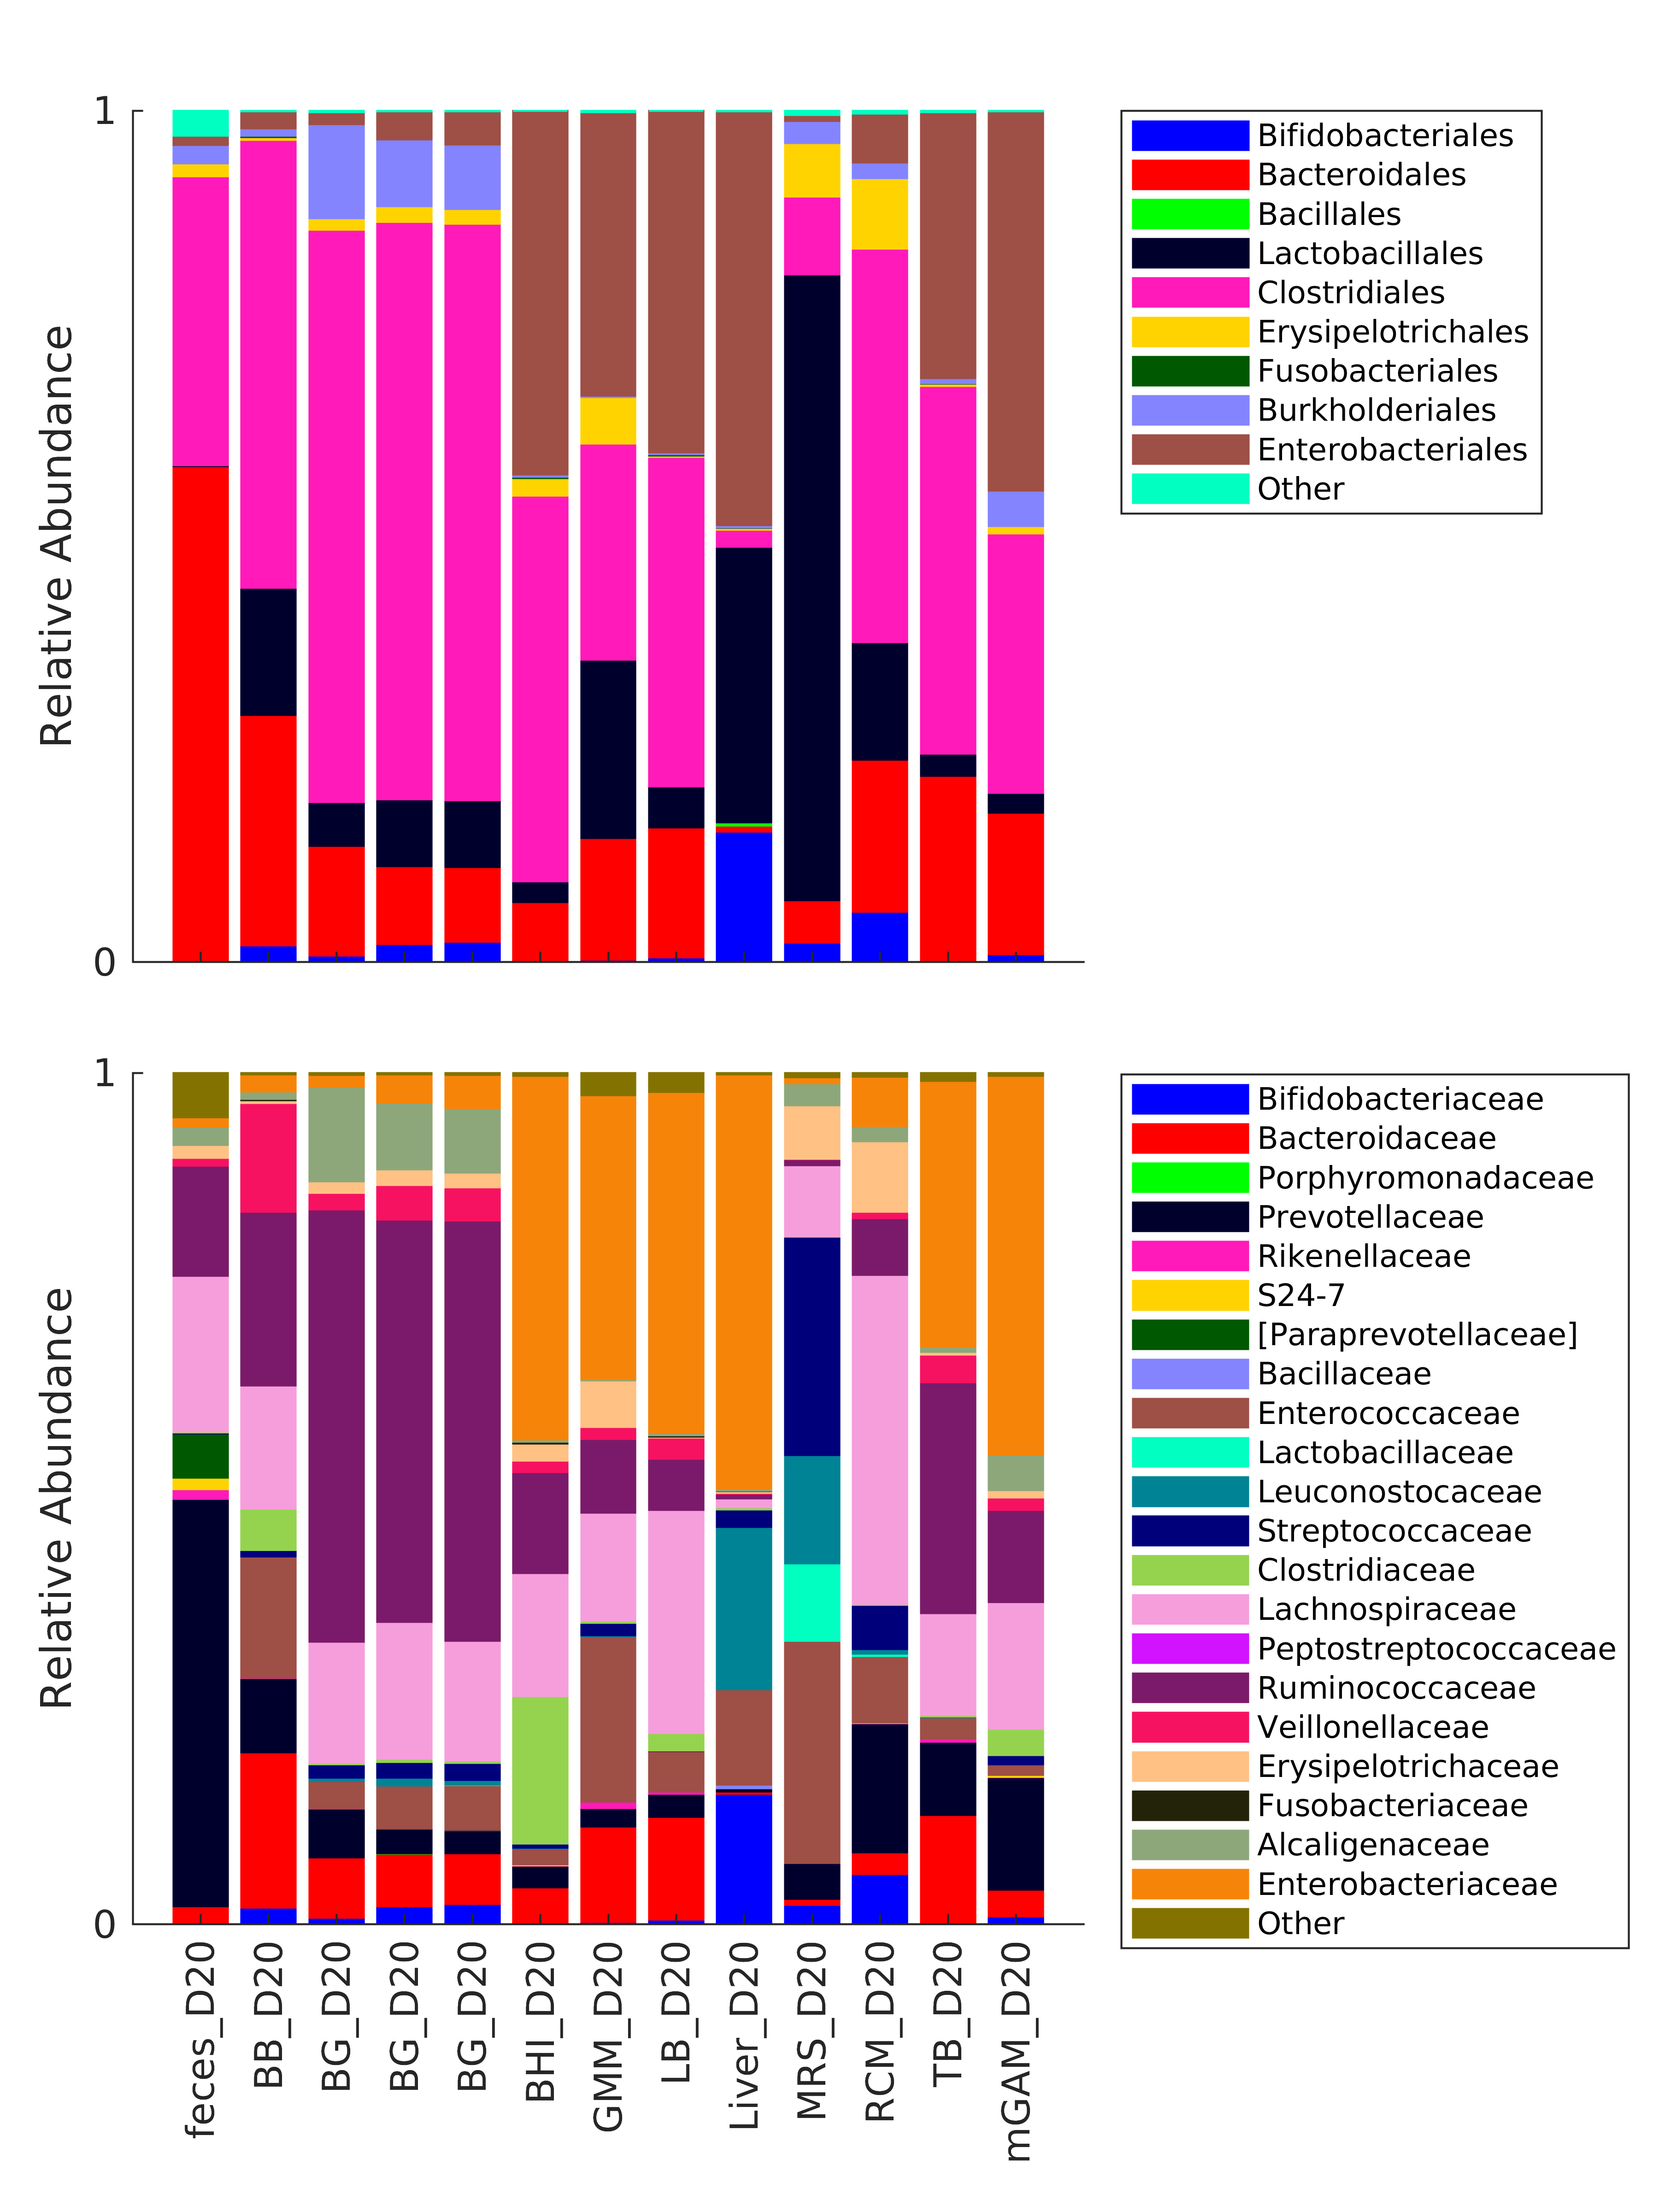 1
0
Relative Abundance
Bifidobacteriales
Bacteroidales
Bacillales
Lactobacillales
Clostridiales
Erysipelotrichales
Fusobacteriales
Burkholderiales
Enterobacteriales
Other
1
0
Relative Abundance
Bifidobacteriaceae
Bacteroidaceae
Porphyromonadaceae
Prevotellaceae
Rikenellaceae
S24-7
[Paraprevotellaceae]
Bacillaceae
Enterococcaceae
Lactobacillaceae
Leuconostocaceae
Streptococcaceae
Clostridiaceae
Lachnospiraceae
Peptostreptococcaceae
Ruminococcaceae
Veillonellaceae
Erysipelotrichaceae
Fusobacteriaceae
Alcaligenaceae
Enterobacteriaceae
Other
feces_D20
BB_D20
BG_D20
BG_D20
BG_D20
BHI_D20
GMM_D20
LB_D20
Liver_D20
MRS_D20
RCM_D20
TB_D20
mGAM_D20